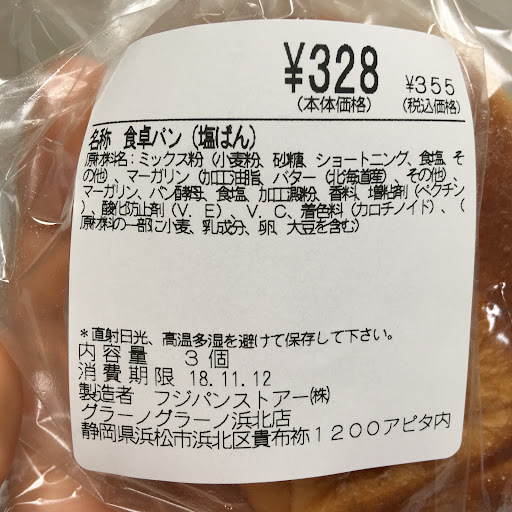 ¥328 ¥355
(本体価格) (税込価格)
名称 食卓パン(塩ぱん)
原材料名:ミックス粉(小麦粉、砂糖、ショートニング、食塩、そ
の他)、マーガリン(加工油脂、バター(北海道産)、その他)、
マーガリン、パン酵母、食塩、加工澱粉、香料、増粘剤(ペクチン
)、酸化防止剤(V.E)、V.C、着色料(カロチノイド)、(
原材料の一部に小麦、乳成分、卵、大豆を含む)
*直射日光、高温多湿を避けて保存して下さい。
内容量 3個
消費期限 18.11.12
製造者 フジパンストアー㈱
グラーノグラーノ浜北店
静岡県浜松市浜北区貴布祢1200アピタ内